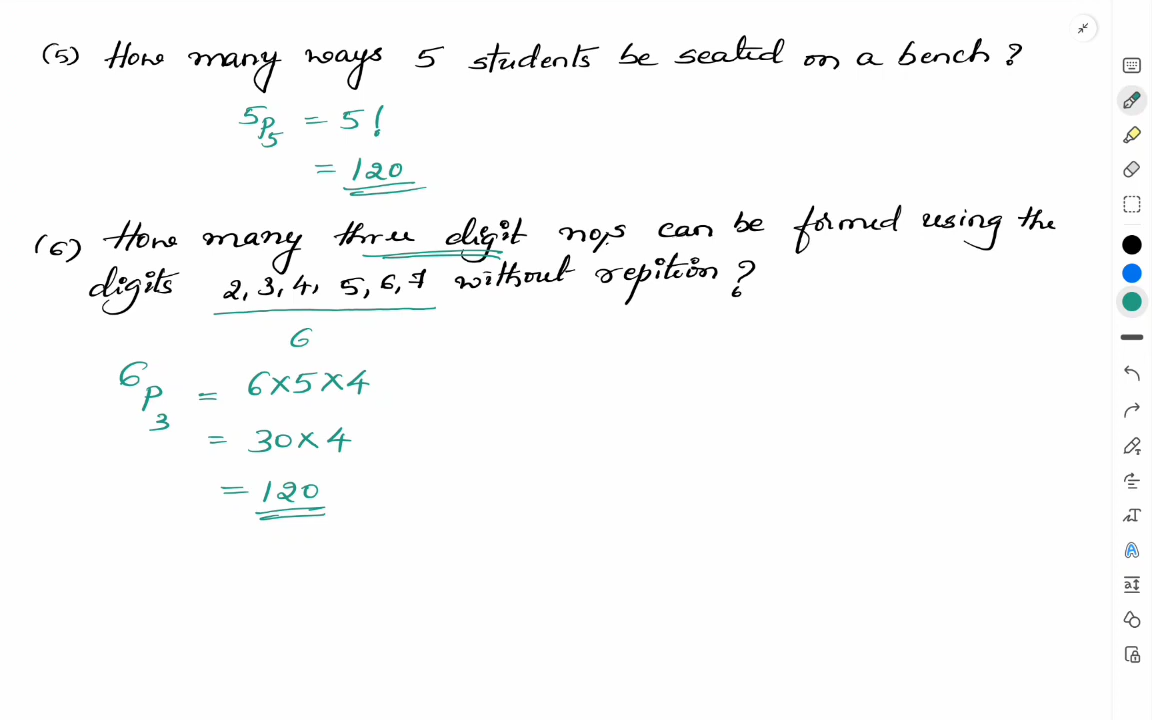 (5) How many ways 5 students be seated on a bench?
5P5 = 5!
= 120
(6) How many three digit nops can be formed using the
digits 2, 3, 4, 5, 6, 7 without repition?
6
6P3 = 6×5×4
= 30×4
= 120